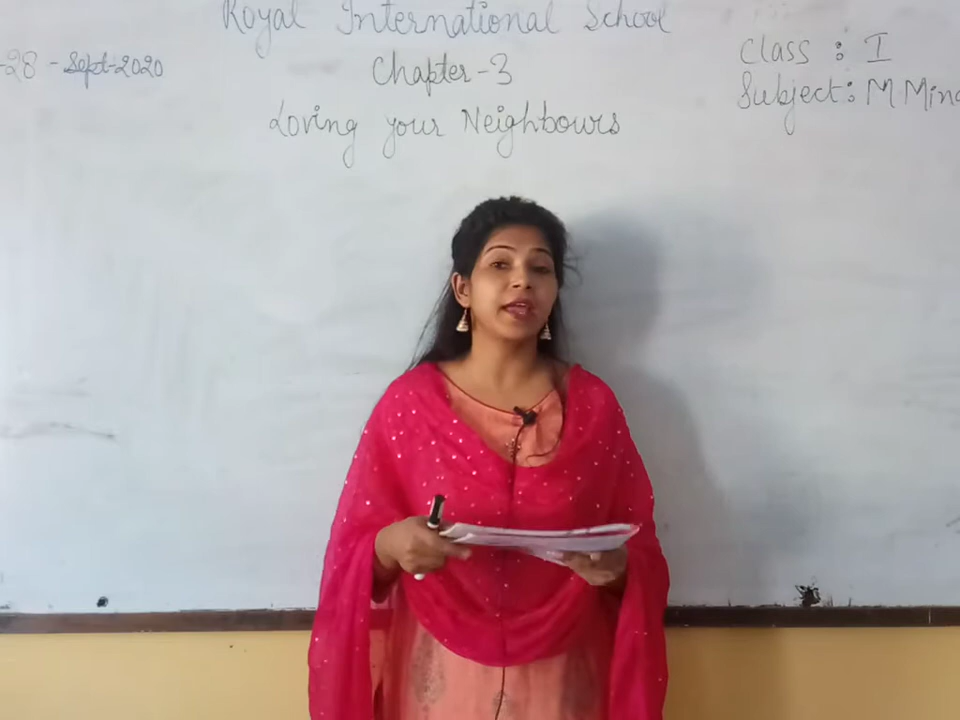 Royal International School
-28 - Sept-2020
Chapter-3
Class : I
Subject: M Mind
Loving your Neighbours